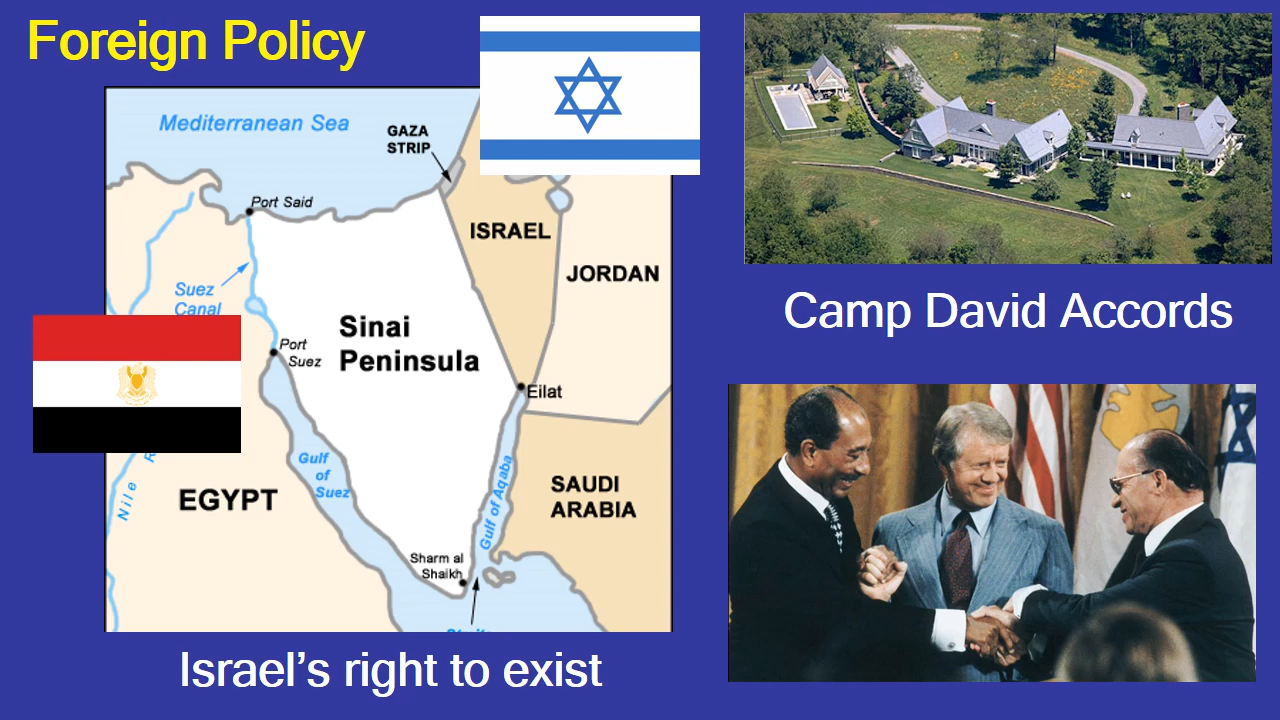 Foreign Policy
Mediterranean Sea
GAZA
STRIP
Port Said
ISRAEL
JORDAN
Suez
Canal
Sinai
Peninsula
Port
Suez
Eilat
Gulf
of
Suez
Gulf of Aqaba
Nile
EGYPT
SAUDI
ARABIA
Sharm al
Shaikh
Israel’s right to exist
Camp David Accords